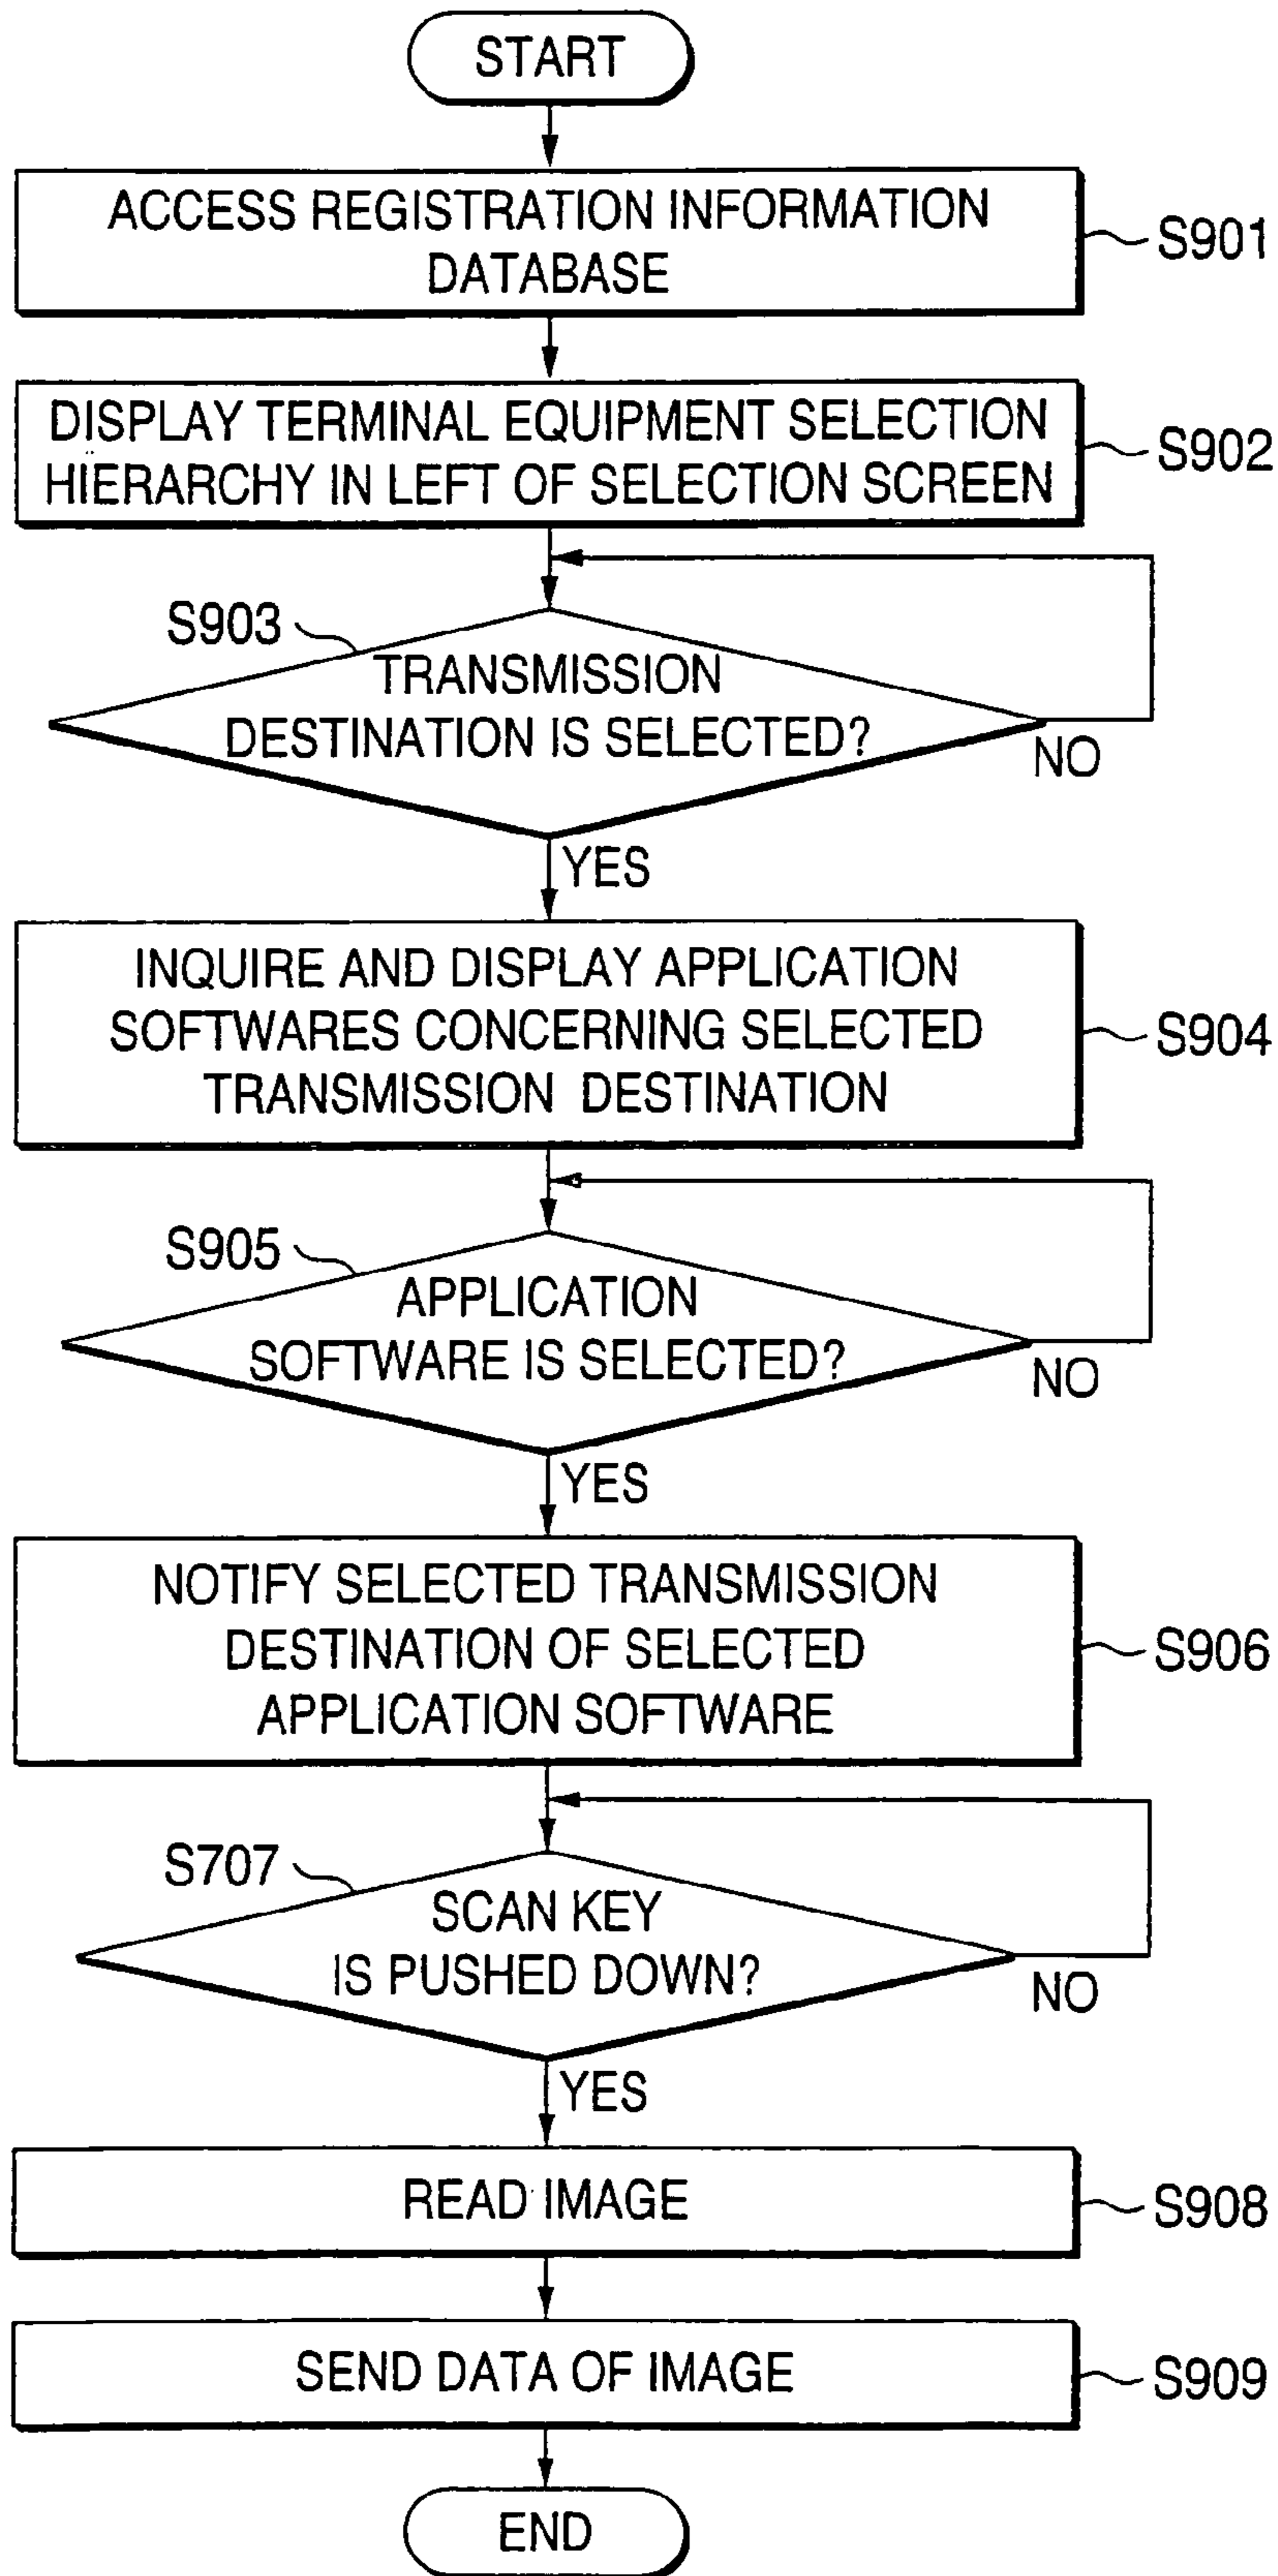 START
ACCESS REGISTRATION INFORMATION
DATABASE
S901
DISPLAY TERMINAL EQUIPMENT SELECTION
HIERARCHY IN LEFT OF SELECTION SCREEN
S902
S903
TRANSMISSION
DESTINATION IS SELECTED?
NO
YES
INQUIRE AND DISPLAY APPLICATION
SOFTWARES CONCERNING SELECTED
TRANSMISSION DESTINATION
S904
S905
APPLICATION
SOFTWARE IS SELECTED?
NO
YES
NOTIFY SELECTED TRANSMISSION
DESTINATION OF SELECTED
APPLICATION SOFTWARE
S906
S707
SCAN KEY
IS PUSHED DOWN?
NO
YES
READ IMAGE
S908
SEND DATA OF IMAGE
S909
END